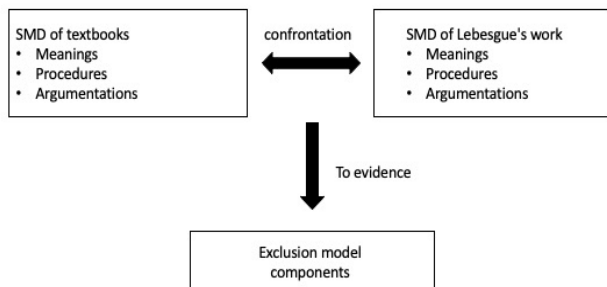 SMD of textbooks
• Meanings
• Procedures
• Argumentations
confrontation
SMD of Lebesgue's work
• Meanings
• Procedures
• Argumentations
To evidence
Exclusion model
components